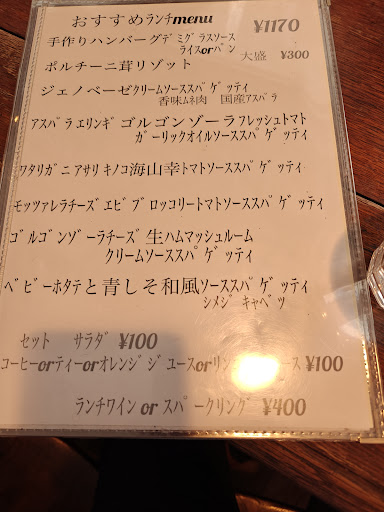 おすすめランチmenu ¥1170
手作りハンバーグデミグラスソース
ライスorパン 大盛 ¥300
ポルチーニ茸リゾット
ジェノベーゼクリームソーススパゲッティ
香味ムネ肉 国産アスパラ
アスパラエリンギゴルゴンゾーラフレッシュトマト
ガーリックオイルソーススパゲッティ
ワタリガニアサリキノコ海山幸トマトソーススパゲッティ
モッツァレラチーズエビブロッコリートマトソーススパゲッティ
ゴルゴンゾーラチーズ生ハムマッシュルーム
クリームソーススパゲッティ
ベビーホタテと青しそ和風ソーススパゲッティ
シメジキャベツ
セット サラダ ¥100
コーヒーorティーorオレンジジュースorリンゴジュース ¥100
ランチワイン or スパークリング ¥400